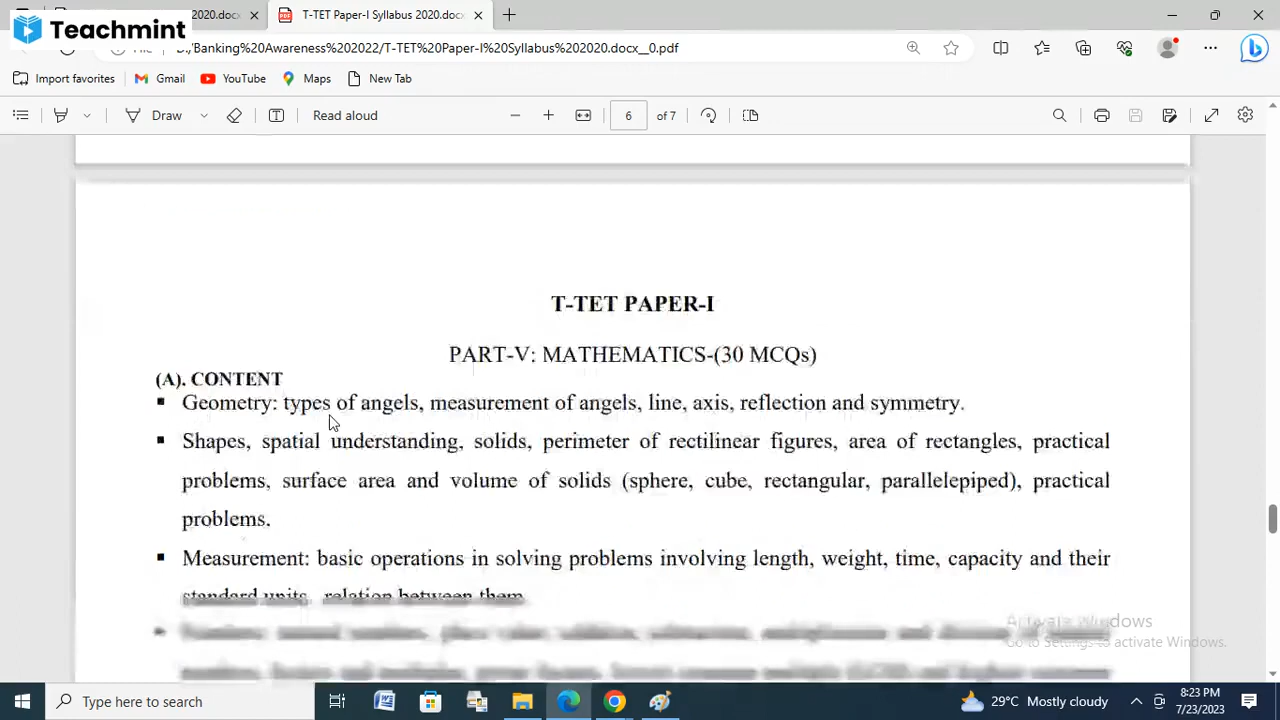 Teachmint
2020.docx
T-TET Paper-I Syllabus 2020.docx
D:/Banking%20Awareness%202022/T-TET%20Paper-I%20Syllabus%202020.docx__0.pdf
Import favorites
Gmail
YouTube
Maps
New Tab
Draw
Read aloud
6
of 7
T-TET PAPER-I
PART-V: MATHEMATICS-(30 MCQs)
(A). CONTENT
Geometry: types of angels, measurement of angels, line, axis, reflection and symmetry.
Shapes, spatial understanding, solids, perimeter of rectilinear figures, area of rectangles, practical
problems, surface area and volume of solids (sphere, cube, rectangular, parallelepiped), practical
problems.
Measurement: basic operations in solving problems involving length, weight, time, capacity and their
standard units, relation between them.
Activate Windows
Go to Settings to activate Windows.
Type here to search
29°C Mostly cloudy
8:23 PM
7/23/2023